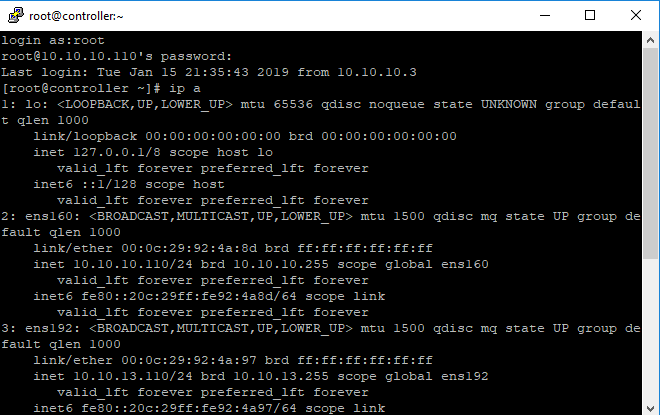 root@controller:~
login as:root
root@10.10.10.110's password:
Last login: Tue Jan 15 21:35:43 2019 from 10.10.10.3
[root@controller ~]# ip a
1: lo: <LOOPBACK,UP,LOWER_UP> mtu 65536 qdisc noqueue state UNKNOWN group defaul
t qlen 1000
    link/loopback 00:00:00:00:00:00 brd 00:00:00:00:00:00
    inet 127.0.0.1/8 scope host lo
       valid_lft forever preferred_lft forever
    inet6 ::1/128 scope host
       valid_lft forever preferred_lft forever
2: ens160: <BROADCAST,MULTICAST,UP,LOWER_UP> mtu 1500 qdisc mq state UP group de
fault qlen 1000
    link/ether 00:0c:29:92:4a:8d brd ff:ff:ff:ff:ff:ff
    inet 10.10.10.110/24 brd 10.10.10.255 scope global ens160
       valid_lft forever preferred_lft forever
    inet6 fe80::20c:29ff:fe92:4a8d/64 scope link
       valid_lft forever preferred_lft forever
3: ens192: <BROADCAST,MULTICAST,UP,LOWER_UP> mtu 1500 qdisc mq state UP group de
fault qlen 1000
    link/ether 00:0c:29:92:4a:97 brd ff:ff:ff:ff:ff:ff
    inet 10.10.13.110/24 brd 10.10.13.255 scope global ens192
       valid_lft forever preferred_lft forever
    inet6 fe80::20c:29ff:fe92:4a97/64 scope link